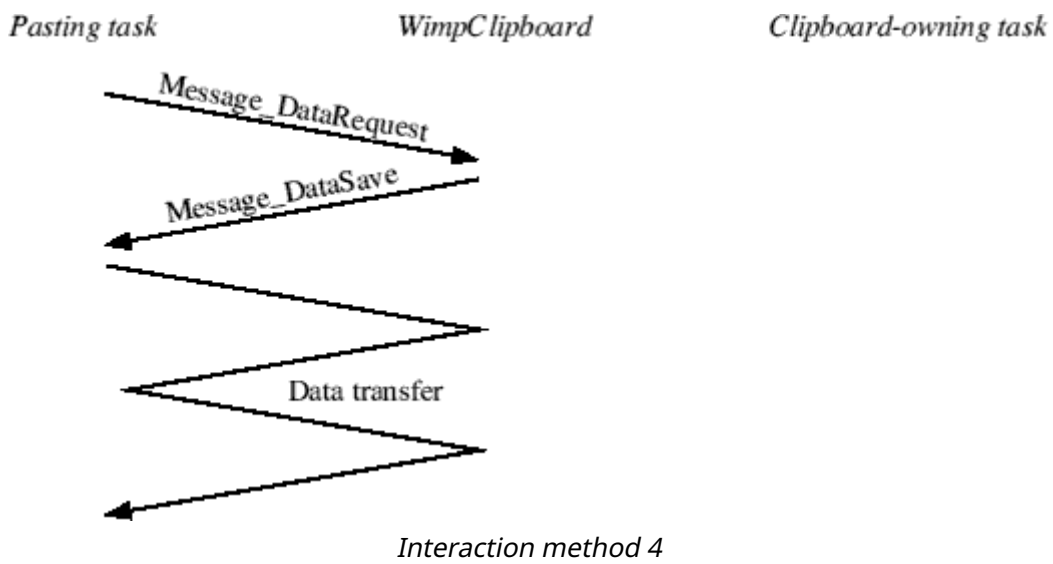 Pasting task WimpClipboard Clipboard-owning task
Message_DataRequest
Message_DataSave
Data transfer
Interaction method 4